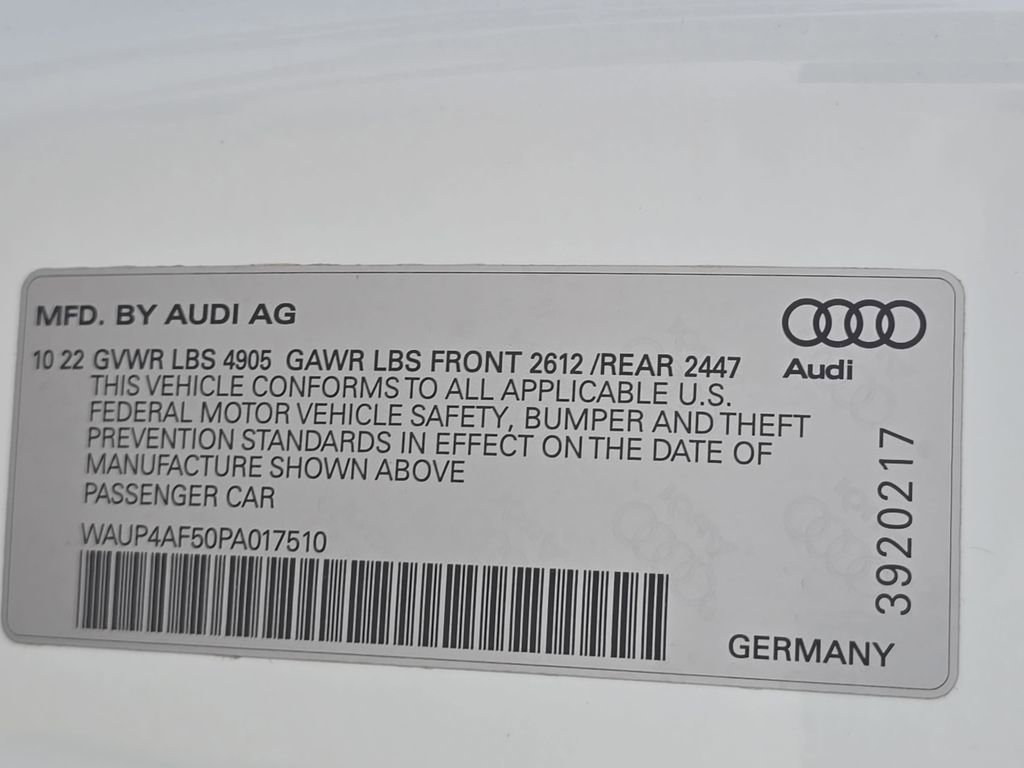 MFD. BY AUDI AG
10 22 GVWR LBS 4905 GAWR LBS FRONT 2612 /REAR 2447
THIS VEHICLE CONFORMS TO ALL APPLICABLE U.S.
FEDERAL MOTOR VEHICLE SAFETY, BUMPER AND THEFT
PREVENTION STANDARDS IN EFFECT ON THE DATE OF
MANUFACTURE SHOWN ABOVE
PASSENGER CAR
WAUP4AF50PA017510
Audi
39202017
GERMANY